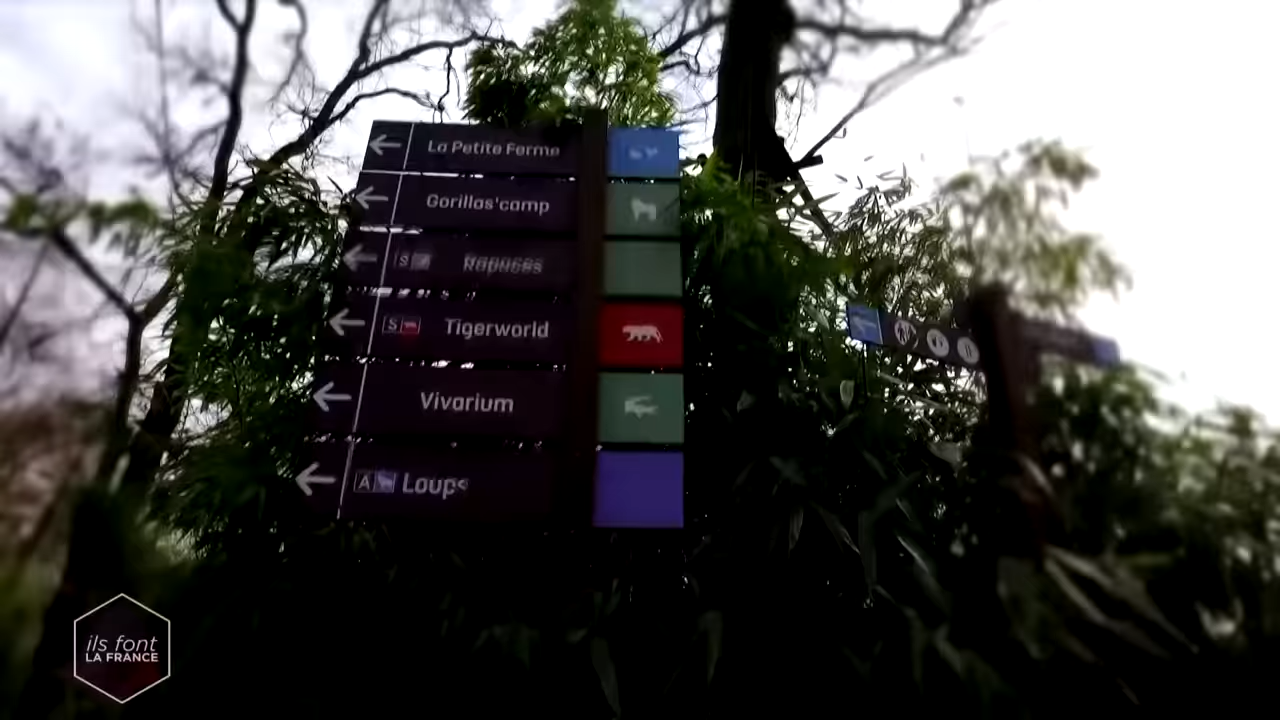 La Petite Ferme
Gorillas'camp
S Rapaces
S Tigerworld
Vivarium
A Loups
ils font
LA FRANCE